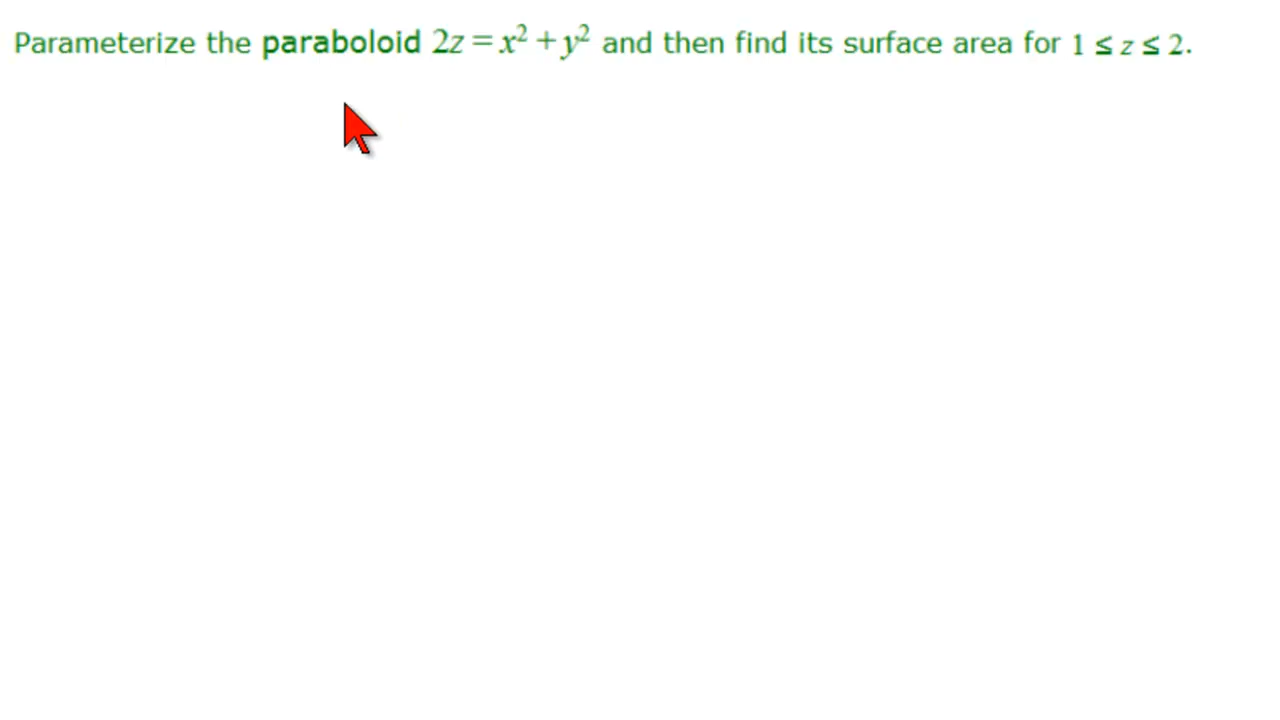 Parameterize the paraboloid 2z = x² + y² and then find its surface area for 1 ≤ z ≤ 2.